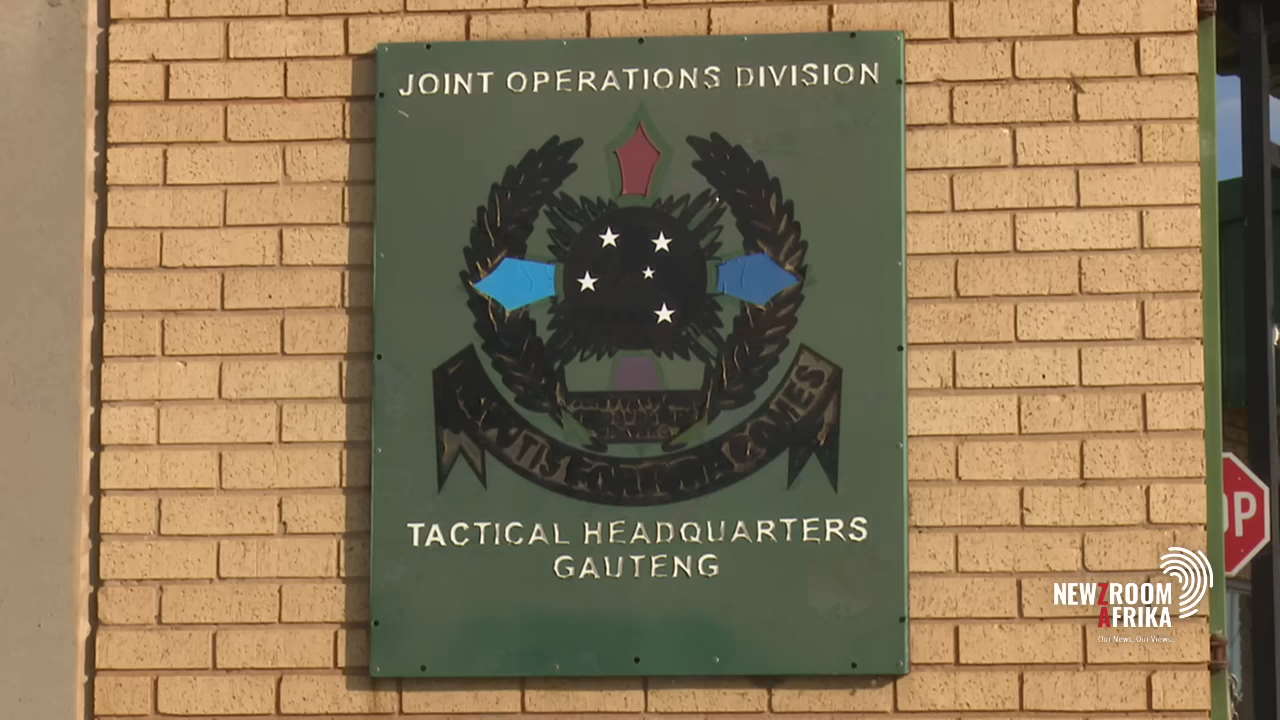 JOINT OPERATIONS DIVISION
TACTICAL HEADQUARTERS
GAUTENG
OP
NEWZROOM
AFRIKA
Our News, Our Views.